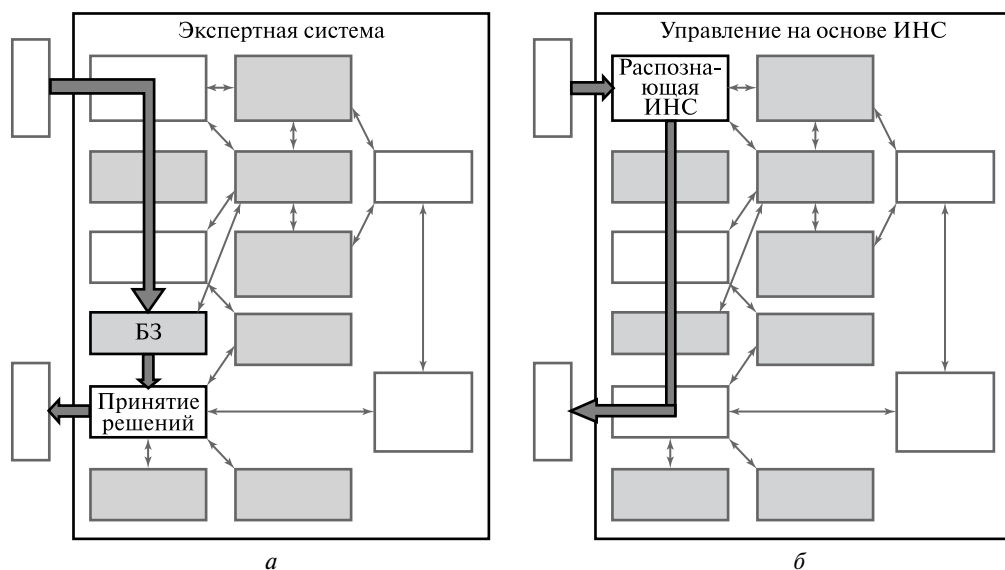 Экспертная система
БЗ
Принятие
решений
а
Управление на основе ИНС
Распозна-
ющая
ИНС
б